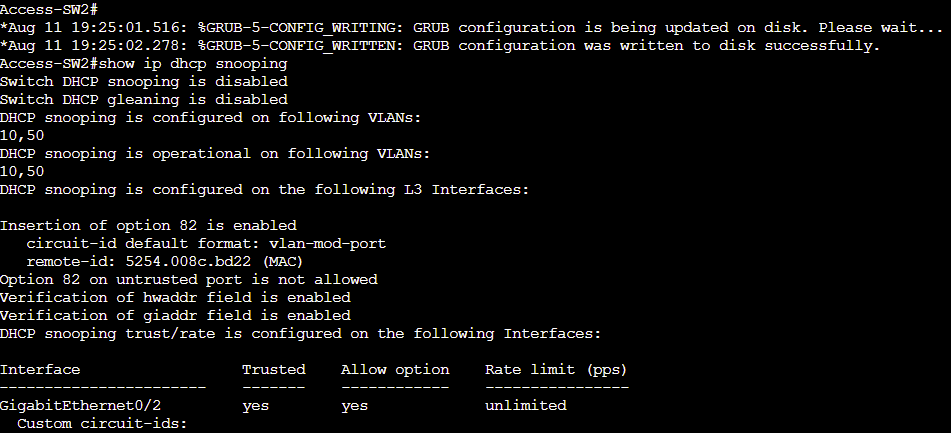 Access-SW2#
*Aug 11 19:25:01.516: %GRUB-5-CONFIG_WRITING: GRUB configuration is being updated on disk. Please wait...
*Aug 11 19:25:02.278: %GRUB-5-CONFIG_WRITTEN: GRUB configuration was written to disk successfully.
Access-SW2#show ip dhcp snooping
Switch DHCP snooping is disabled
Switch DHCP gleaning is disabled
DHCP snooping is configured on following VLANs:
10,50
DHCP snooping is operational on following VLANs:
10,50
DHCP snooping is configured on the following L3 Interfaces:

Insertion of option 82 is enabled
   circuit-id default format: vlan-mod-port
   remote-id: 5254.008c.bd22 (MAC)
Option 82 on untrusted port is not allowed
Verification of hwaddr field is enabled
Verification of giaddr field is enabled
DHCP snooping trust/rate is configured on the following Interfaces:

Interface                  Trusted    Allow option    Rate limit (pps)
-----------------------    -------    ------------    ----------------
GigabitEthernet0/2         yes        yes             unlimited
  Custom circuit-ids: